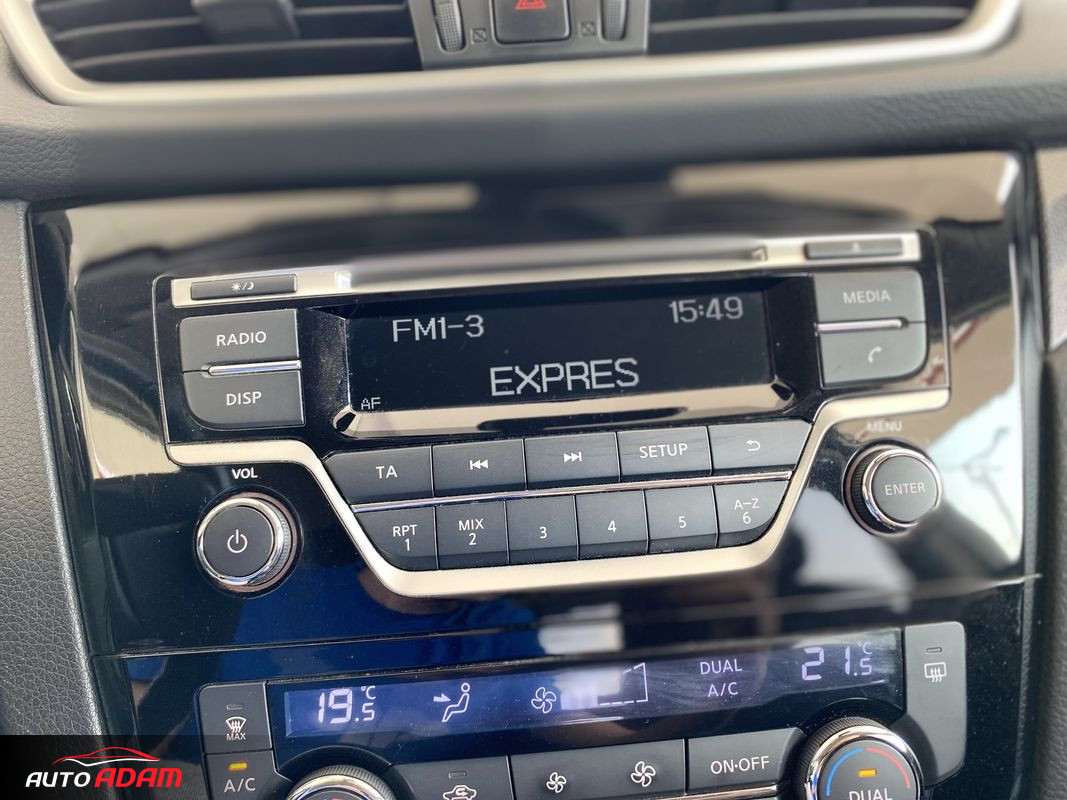 RADIO
DISP
FM1-3
15:49
EXPRES
AF
MEDIA
TA
SETUP
MENU
ENTER
VOL
RPT
1
MIX
2
3
4
5
A-Z
6
19.5°C
DUAL
A/C
21.5°C
MAX
A/C
ON·OFF
DUAL
AUTO ADAM